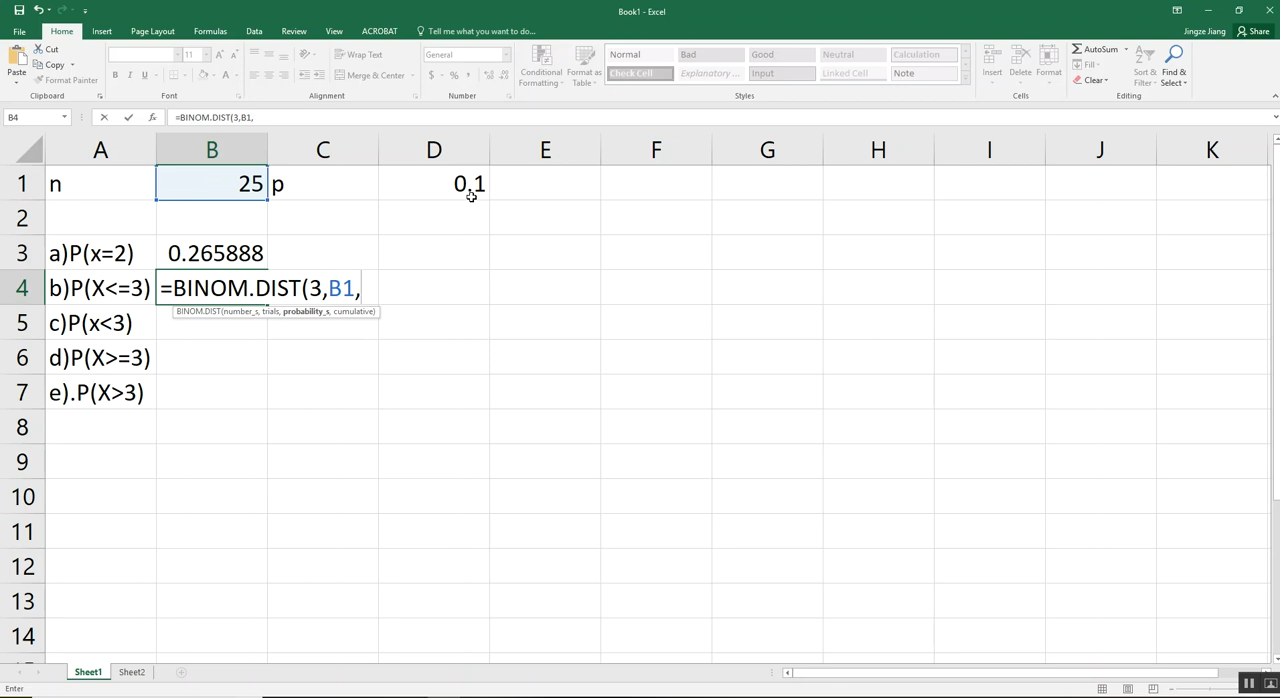 Book1 - Excel
File Home Insert Page Layout Formulas Data Review View ACROBAT Tell me what you want to do... Jingze Jiang Share
Paste
Cut
Copy
Format Painter
Clipboard
11
B I U
Font
Wrap Text
Merge & Center
Alignment
General
$ % ,
Number
Conditional Formatting
Format as Table
Normal Bad Good Neutral Calculation
Check Cell Explanatory ... Input Linked Cell Note
Styles
Insert Delete Format
Cells
AutoSum
Fill
Clear
Sort & Filter
Find & Select
Editing
B4 fx =BINOM.DIST(3,B1,
A B C D E F G H I J K
1 n 25 p 0.1
2
3 a)P(x=2) 0.265888
4 b)P(X<=3) =BINOM.DIST(3,B1,
BINOM.DIST(number_s, trials, probability_s, cumulative)
5 c)P(x<3)
6 d)P(X>=3)
7 e).P(X>3)
8
9
10
11
12
13
14
Sheet1 Sheet2
Enter